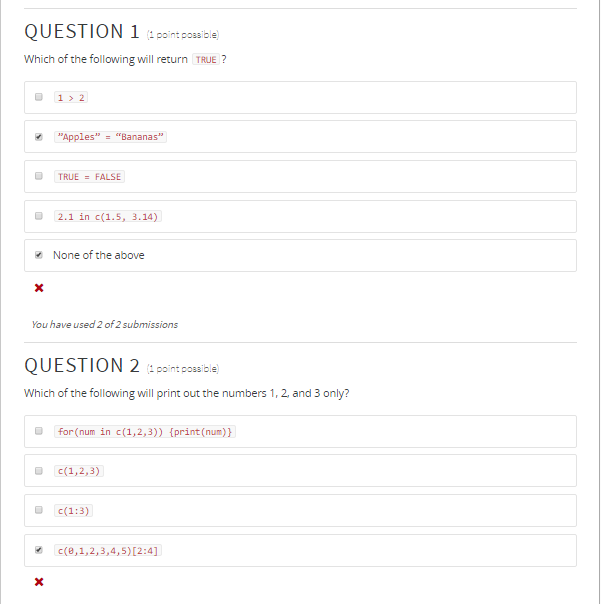 QUESTION 1 (1 point possible)
Which of the following will return TRUE ?
1 > 2
”Apples” = “Bananas”
TRUE = FALSE
2.1 in c(1.5, 3.14)
None of the above
You have used 2 of 2 submissions
QUESTION 2 (1 point possible)
Which of the following will print out the numbers 1, 2, and 3 only?
for(num in c(1,2,3)) {print(num)}
c(1,2,3)
c(1:3)
c(0,1,2,3,4,5)[2:4]